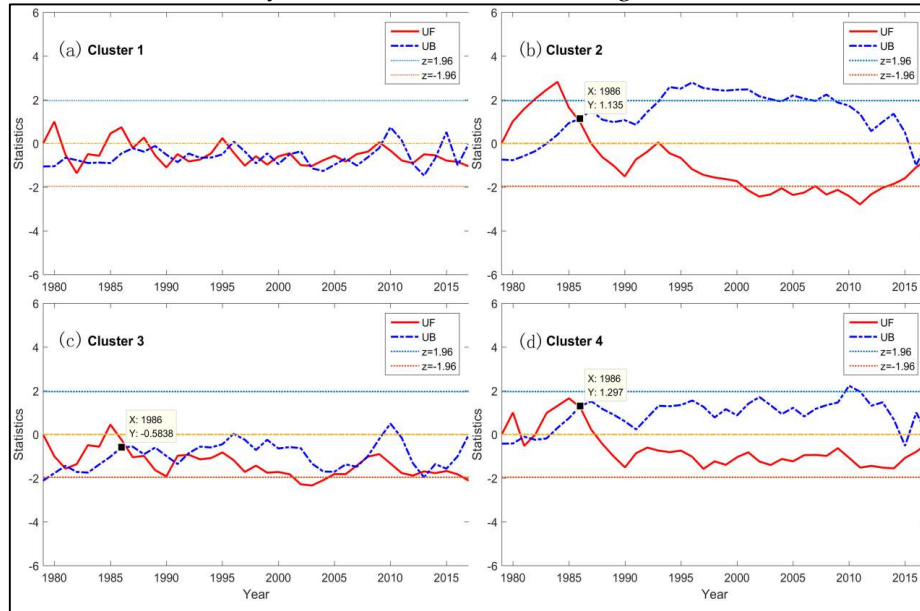 (a) Cluster 1
UF
UB
z=1.96
z=-1.96
6
4
2
0
-2
-4
-6
Statistics
1980 1985 1990 1995 2000 2005 2010 2015
(b) Cluster 2
UF
UB
z=1.96
z=-1.96
X: 1986
Y: 1.135
6
4
2
0
-2
-4
-6
Statistics
1980 1985 1990 1995 2000 2005 2010 2015
(c) Cluster 3
UF
UB
z=1.96
z=-1.96
X: 1986
Y: -0.5838
6
4
2
0
-2
-4
-6
Statistics
1980 1985 1990 1995 2000 2005 2010 2015
Year
(d) Cluster 4
UF
UB
z=1.96
z=-1.96
X: 1986
Y: 1.297
6
4
2
0
-2
-4
-6
Statistics
1980 1985 1990 1995 2000 2005 2010 2015
Year